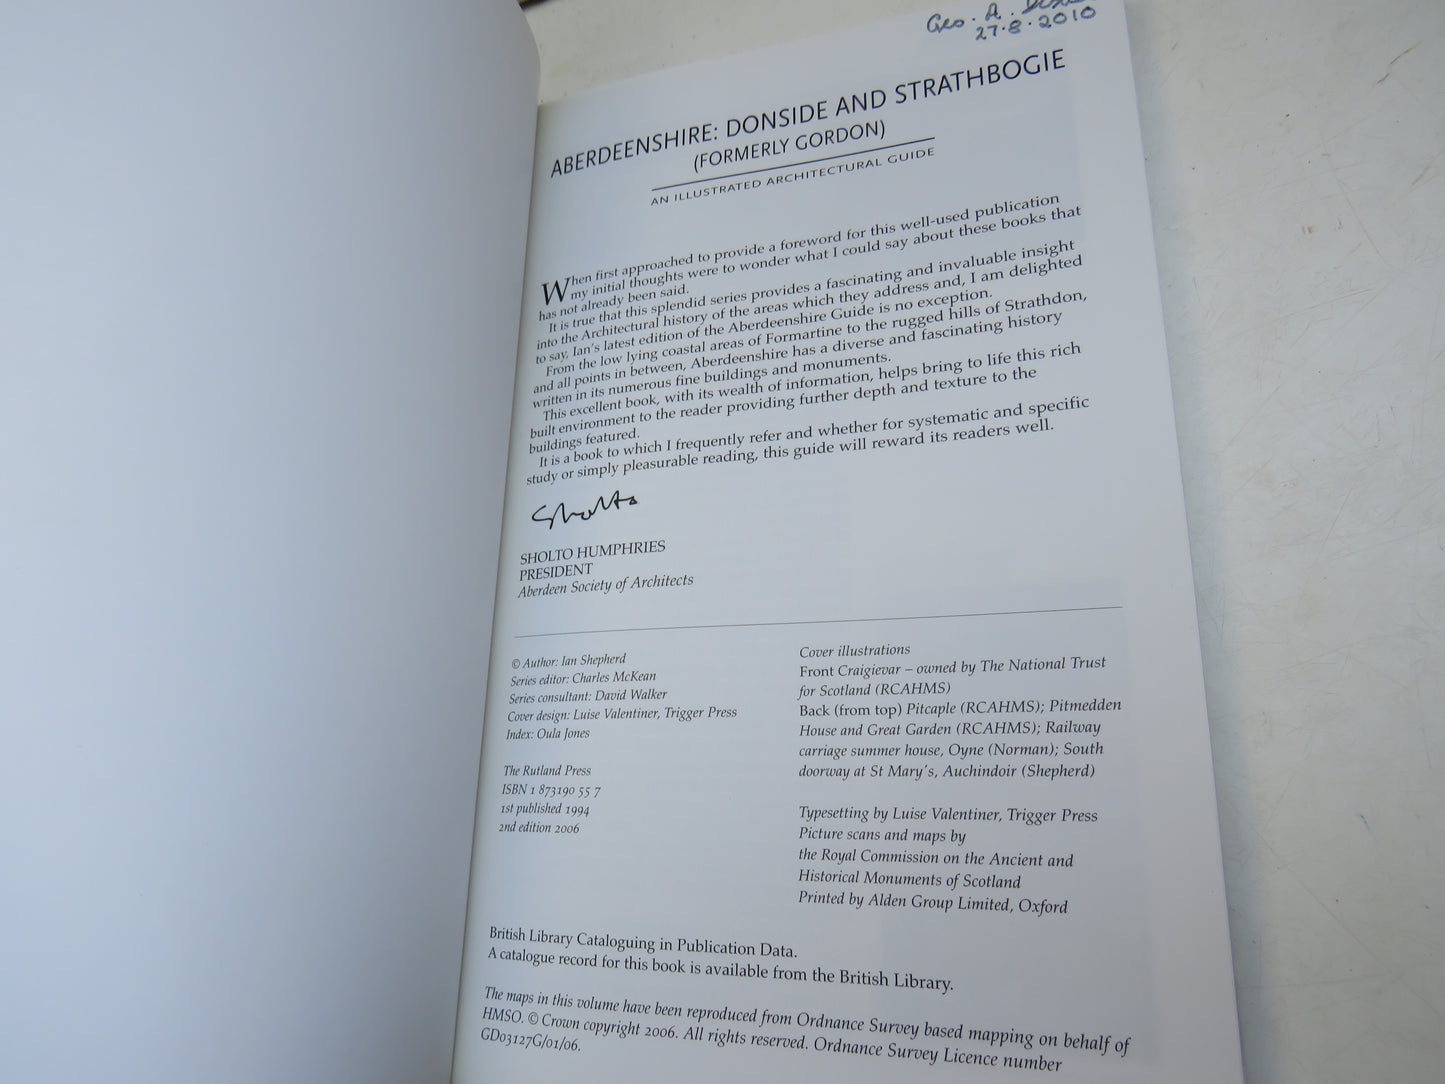 Geo. A.
27·8·2010
ABERDEENSHIRE: DONSIDE AND STRATHBOGIE
(FORMERLY GORDON)
AN ILLUSTRATED ARCHITECTURAL GUIDE
When first approached to provide a foreword for this well-used publication
my initial thoughts were to wonder what I could say about these books that
has not already been said.
It is true that this splendid series provides a fascinating and invaluable insight
into the Architectural history of the areas which they address and, I am delighted
to say, Ian's latest edition of the Aberdeenshire Guide is no exception.
From the low lying coastal areas of Formartine to the rugged hills of Strathdon,
and all points in between, Aberdeenshire has a diverse and fascinating history
written in its numerous fine buildings and monuments.
This excellent book, with its wealth of information, helps bring to life this rich
built environment to the reader providing further depth and texture to the
buildings featured.
It is a book to which I frequently refer and whether for systematic and specific
study or simply pleasurable reading, this guide will reward its readers well.
Sholto
SHOLTO HUMPHRIES
PRESIDENT
Aberdeen Society of Architects
© Author: Ian Shepherd
Series editor: Charles McKean
Series consultant: David Walker
Cover design: Luise Valentiner, Trigger Press
Index: Oula Jones
The Rutland Press
ISBN 1 873190 55 7
1st published 1994
2nd edition 2006
Cover illustrations
Front Craigievar – owned by The National Trust
for Scotland (RCAHMS)
Back (from top) Pitcaple (RCAHMS); Pitmedden
House and Great Garden (RCAHMS); Railway
carriage summer house, Oyne (Norman); South
doorway at St Mary's, Auchindoir (Shepherd)
Typesetting by Luise Valentiner, Trigger Press
Picture scans and maps by
the Royal Commission on the Ancient and
Historical Monuments of Scotland
Printed by Alden Group Limited, Oxford
British Library Cataloguing in Publication Data.
A catalogue record for this book is available from the British Library.
The maps in this volume have been reproduced from Ordnance Survey based mapping on behalf of
HMSO. © Crown copyright 2006. All rights reserved. Ordnance Survey Licence number
GD03127G/01/06.